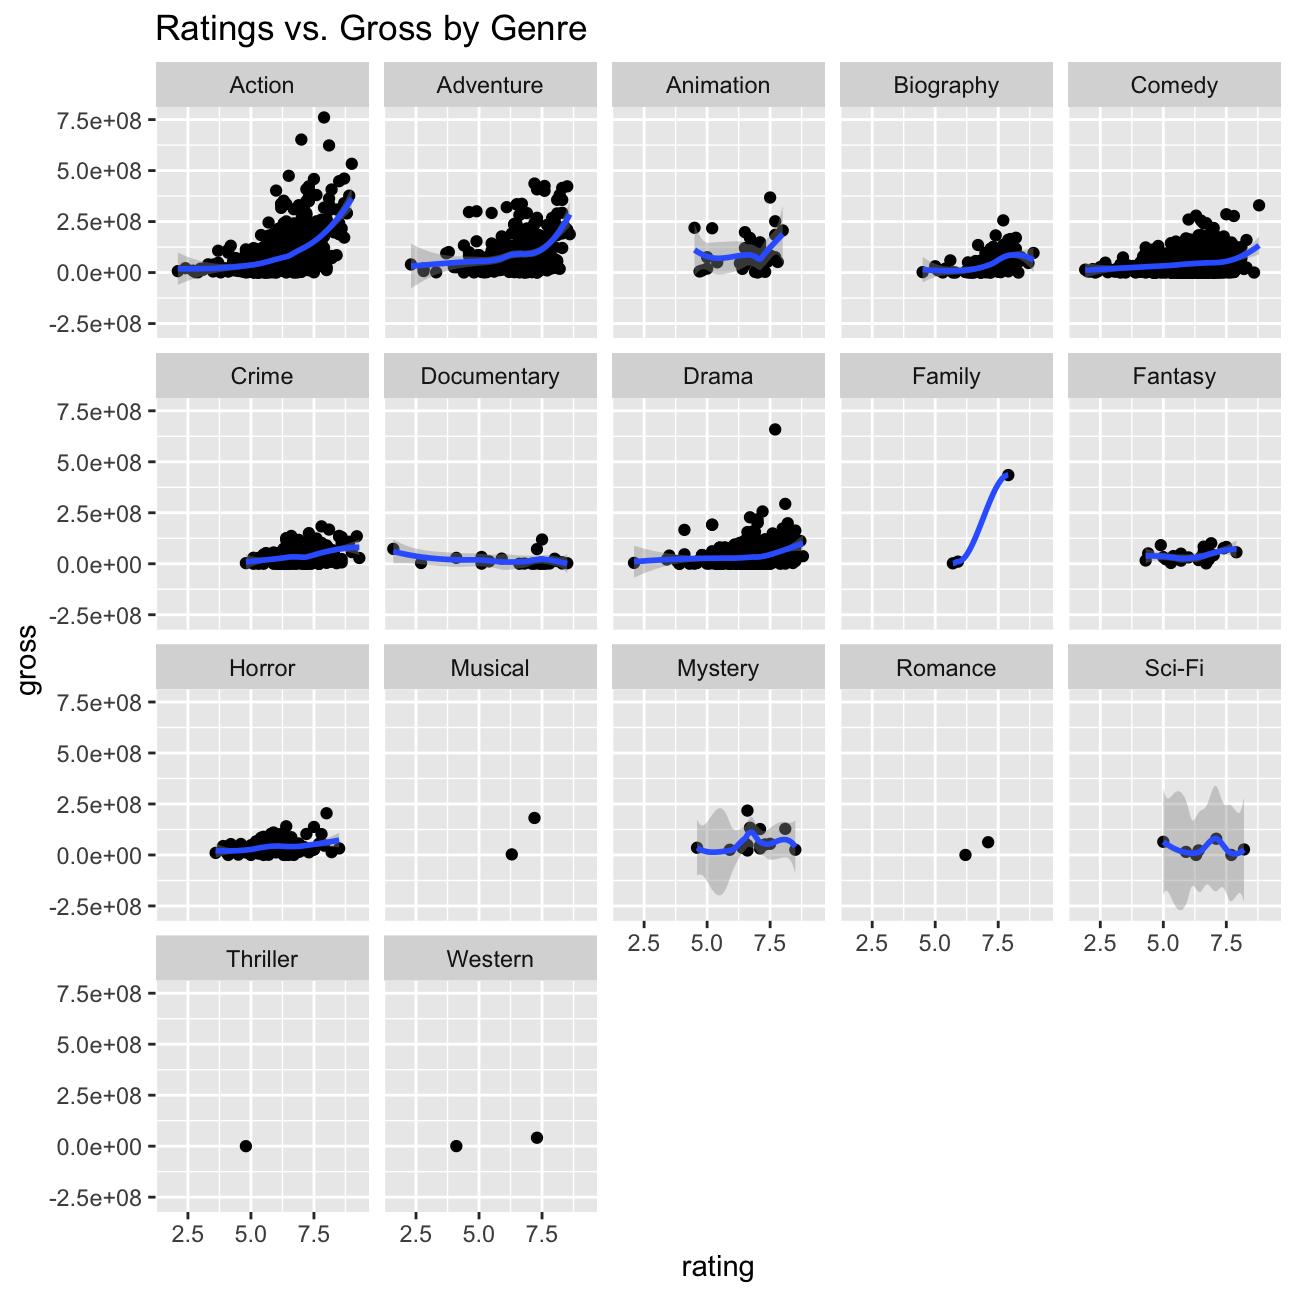 Ratings vs. Gross by Genre
Action Adventure Animation Biography Comedy
7.5e+08
5.0e+08
2.5e+08
0.0e+00
-2.5e+08
Crime Documentary Drama Family Fantasy
7.5e+08
5.0e+08
2.5e+08
0.0e+00
-2.5e+08
gross
Horror Musical Mystery Romance Sci-Fi
7.5e+08
5.0e+08
2.5e+08
0.0e+00
-2.5e+08
2.5 5.0 7.5 2.5 5.0 7.5 2.5 5.0 7.5
Thriller Western
7.5e+08
5.0e+08
2.5e+08
0.0e+00
-2.5e+08
2.5 5.0 7.5 2.5 5.0 7.5
rating